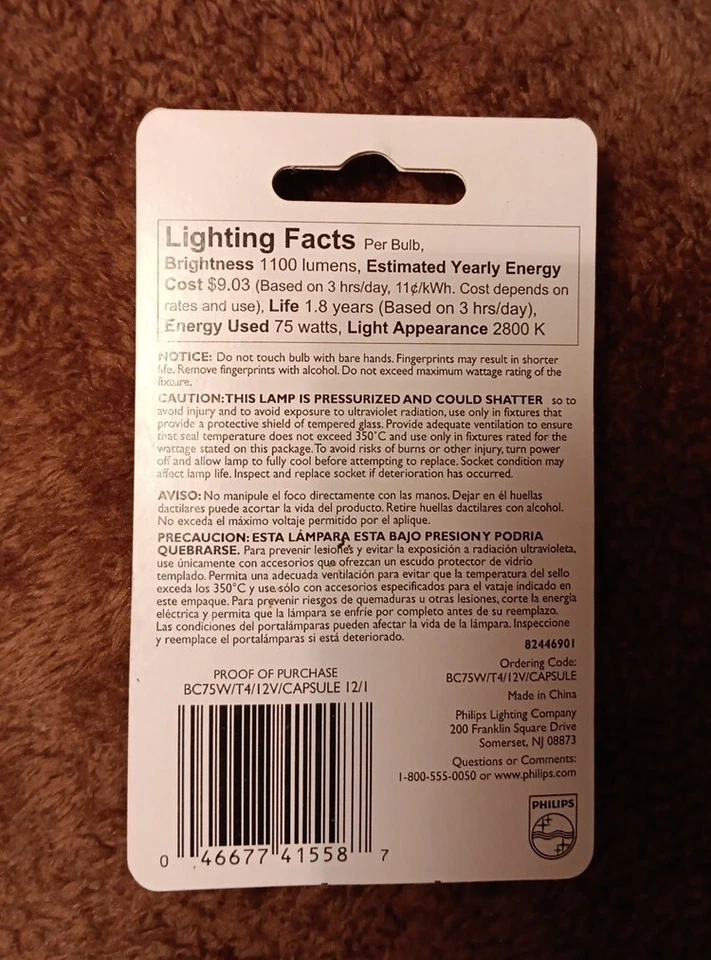 Lighting Facts Per Bulb,
Brightness 1100 lumens, Estimated Yearly Energy
Cost $9.03 (Based on 3 hrs/day, 11¢/kWh. Cost depends on
rates and use), Life 1.8 years (Based on 3 hrs/day),
Energy Used 75 watts, Light Appearance 2800 K
NOTICE: Do not touch bulb with bare hands. Fingerprints may result in shorter
life. Remove fingerprints with alcohol. Do not exceed maximum wattage rating of the
fixture.
CAUTION: THIS LAMP IS PRESSURIZED AND COULD SHATTER so to
avoid injury and to avoid exposure to ultraviolet radiation, use only in fixtures that
provide a protective shield of tempered glass. Provide adequate ventilation to ensure
that seal temperature does not exceed 350°C and use only in fixtures rated for the
wattage stated on this package. To avoid risks of burns or other injury, turn power
off and allow lamp to fully cool before attempting to replace. Socket condition may
affect lamp life. Inspect and replace socket if deterioration has occurred.
AVISO: No manipule el foco directamente con las manos. Dejar en él huellas
dactilares puede acortar la vida del producto. Retire huellas dactilares con alcohol.
No exceda el máximo voltaje permitido por el aplique.
PRECAUCION: ESTA LÁMPARA ESTA BAJO PRESION Y PODRIA
QUEBRARSE. Para prevenir lesiones y evitar la exposición a radiación ultravioleta,
use únicamente con accesorios que ofrezcan un escudo protector de vidrio
templado. Permita una adecuada ventilación para evitar que la temperatura del sello
exceda los 350°C y use sólo con accesorios especificados para el vataje indicado en
este empaque. Para prevenir riesgos de quemaduras u otras lesiones, corte la energía
eléctrica y permita que la lámpara se enfríe por completo antes de su reemplazo.
Las condiciones del portalámparas pueden afectar la vida de la lámpara. Inspeccione
y reemplace el portalámparas si está deteriorado.
82446901
Ordering Code:
BC75W/T4/12V/CAPSULE
Made in China
Philips Lighting Company
200 Franklin Square Drive
Somerset, NJ 08873
Questions or Comments:
1-800-555-0050 or www.philips.com
PHILIPS
PROOF OF PURCHASE
BC75W/T4/12V/CAPSULE 12/1
0 46677 41558 7